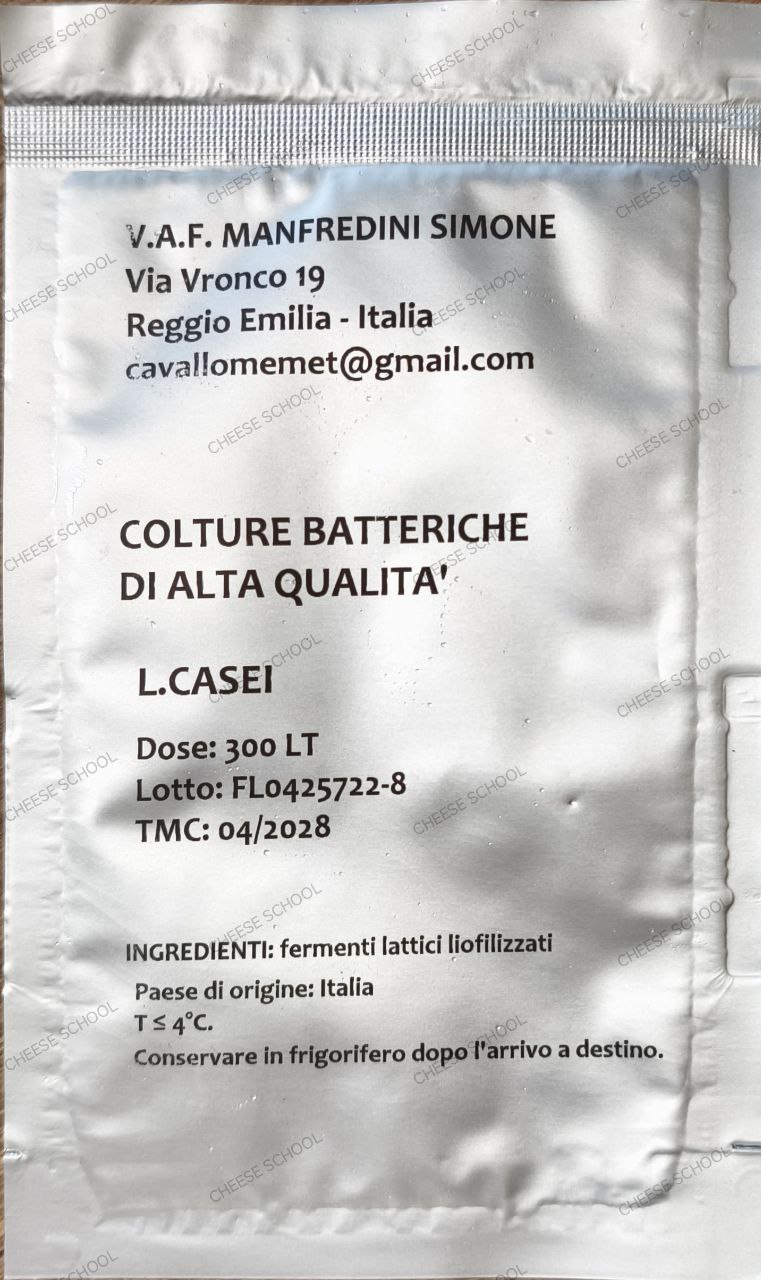 V.A.F. MANFREDINI SIMONE
Via Vronco 19
Reggio Emilia - Italia
cavallomemet@gmail.com
COLTURE BATTERICHE
DI ALTA QUALITA'
L.CASEI
Dose: 300 LT
Lotto: FL0425722-8
TMC: 04/2028
INGREDIENTI: fermenti lattici liofilizzati
Paese di origine: Italia
T ≤ 4°C.
Conservare in frigorifero dopo l'arrivo a destino.
CHEESE SCHOOL